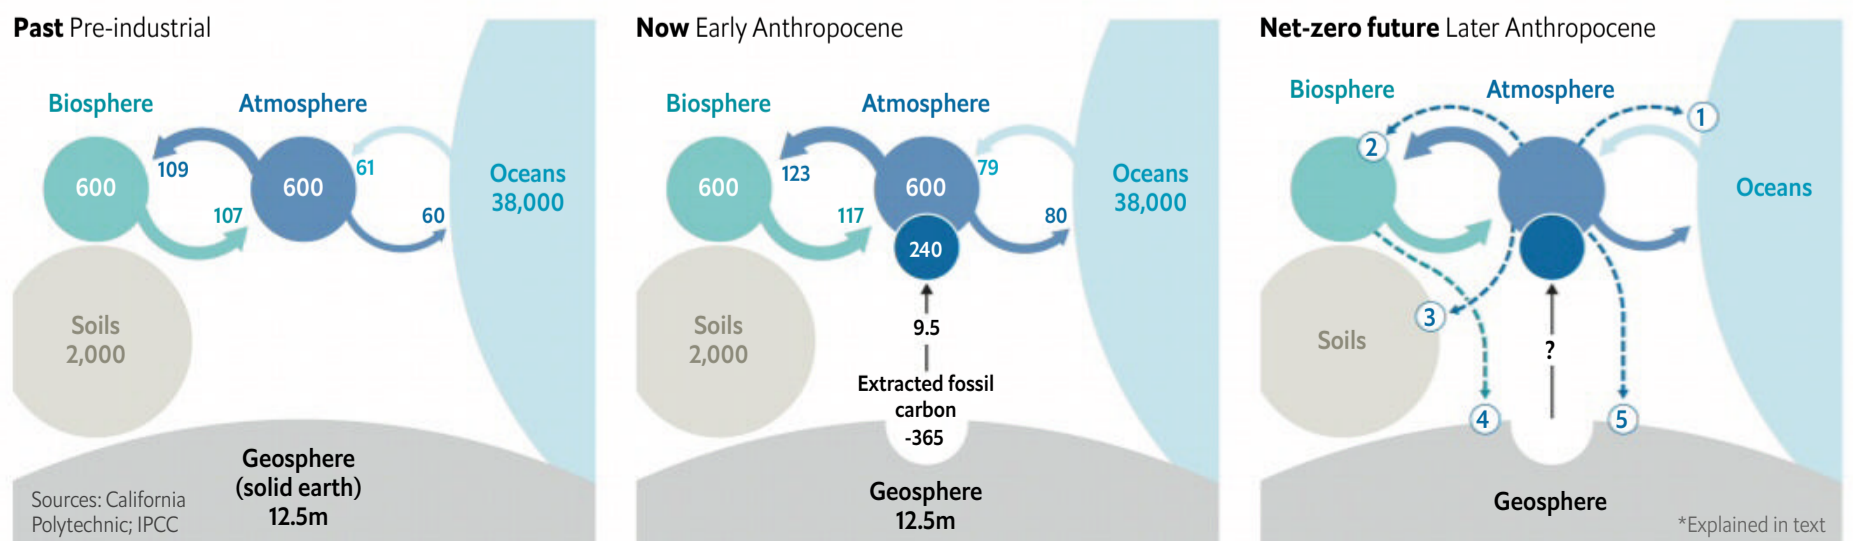 Past Pre-industrial
Biosphere
Atmosphere
109
61
600
600
Oceans
38,000
107
60
Soils
2,000
Geosphere
(solid earth)
12.5m
Sources: California
Polytechnic; IPCC
Now Early Anthropocene
Biosphere
Atmosphere
123
79
600
600
Oceans
38,000
117
80
240
Soils
2,000
9.5
Extracted fossil
carbon
-365
Geosphere
12.5m
Net-zero future Later Anthropocene
Biosphere
Atmosphere
1
2
Oceans
3
Soils
?
4
5
Geosphere
*Explained in text